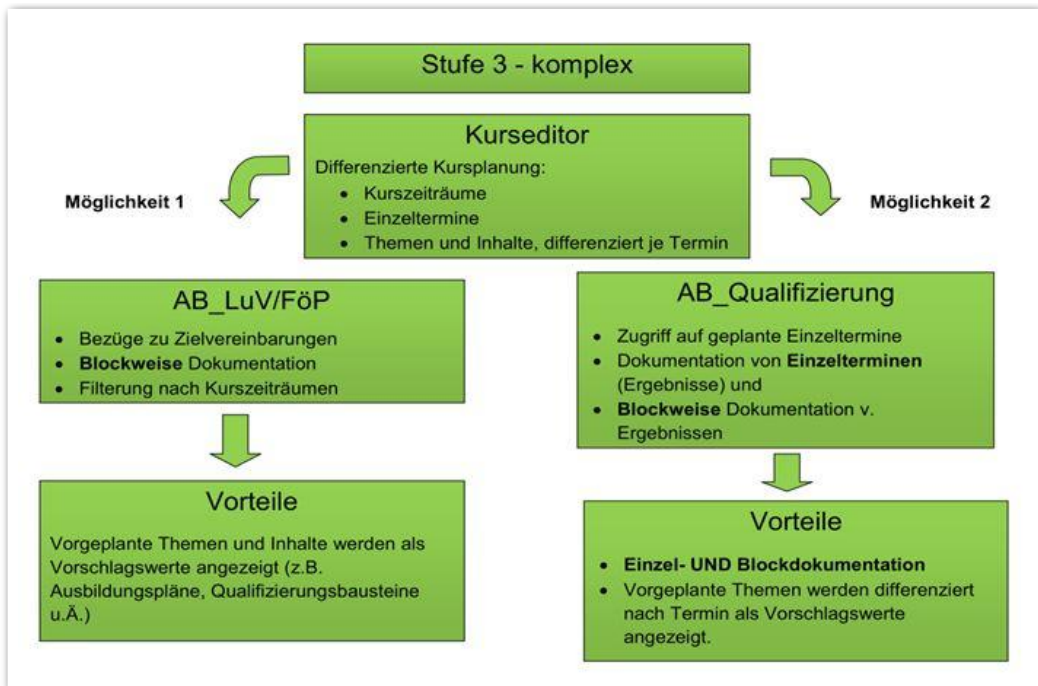 Stufe 3 - komplex
Kurseditor
Differenzierte Kursplanung:
• Kurszeiträume
• Einzeltermine
• Themen und Inhalte, differenziert je Termin
Möglichkeit 1
Möglichkeit 2
AB_LuV/FöP
• Bezüge zu Zielvereinbarungen
• Blockweise Dokumentation
• Filterung nach Kurszeiträumen
AB_Qualifizierung
• Zugriff auf geplante Einzeltermine
• Dokumentation von Einzelterminen
(Ergebnisse) und
• Blockweise Dokumentation v.
Ergebnissen
Vorteile
Vorgeplante Themen und Inhalte werden als
Vorschlagswerte angezeigt (z.B.
Ausbildungspläne, Qualifizierungsbausteine
u.Ä.)
Vorteile
• Einzel- UND Blockdokumentation
• Vorgeplante Themen werden differenziert
nach Termin als Vorschlagswerte
angezeigt.